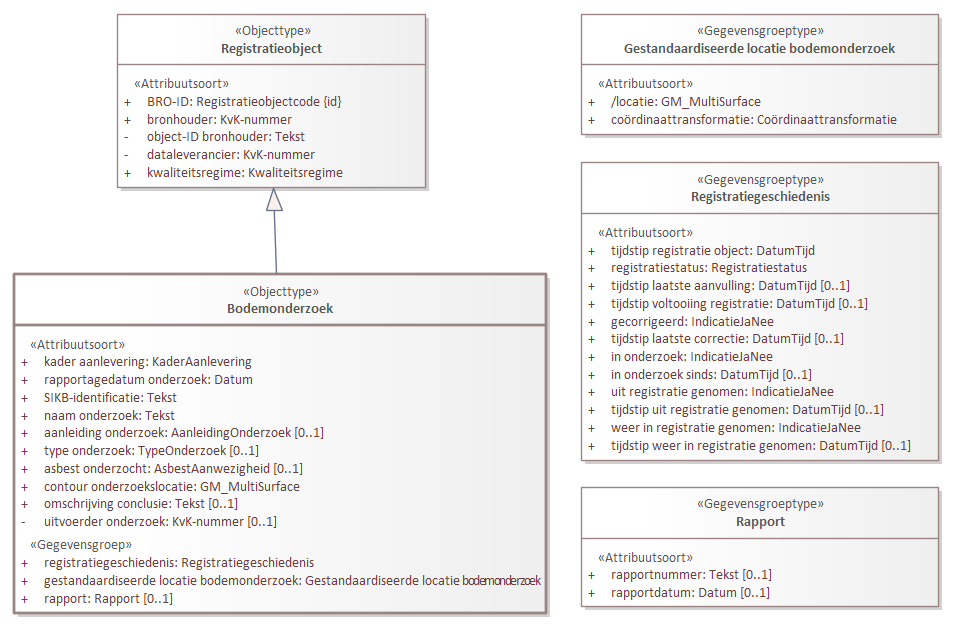 «Objecttype»
Registratieobject
«Attribuutsoort»
+ BRO-ID: Registratieobjectcode {id}
+ bronhouder: KvK-nummer
- object-ID bronhouder: Tekst
- dataleverancier: KvK-nummer
+ kwaliteitsregime: Kwaliteitsregime
«Objecttype»
Bodemonderzoek
«Attribuutsoort»
+ kader aanlevering: KaderAanlevering
+ rapportagedatum onderzoek: Datum
+ SIKB-identificatie: Tekst
+ naam onderzoek: Tekst
+ aanleiding onderzoek: AanleidingOnderzoek [0..1]
+ type onderzoek: TypeOnderzoek [0..1]
+ asbest onderzocht: AsbestAanwezigheid [0..1]
+ contour onderzoekslocatie: GM_MultiSurface
+ omschrijving conclusie: Tekst [0..1]
- uitvoerder onderzoek: KvK-nummer [0..1]
«Gegevensgroep»
+ registratiegeschiedenis: Registratiegeschiedenis
+ gestandaardiseerde locatie bodemonderzoek: Gestandaardiseerde locatie bodemonderzoek
+ rapport: Rapport [0..1]
«Gegevensgroeptype»
Gestandaardiseerde locatie bodemonderzoek
«Attribuutsoort»
+ /locatie: GM_MultiSurface
+ coördinaattransformatie: Coördinaattransformatie
«Gegevensgroeptype»
Registratiegeschiedenis
«Attribuutsoort»
+ tijdstip registratie object: DatumTijd
+ registratiestatus: Registratiestatus
+ tijdstip laatste aanvulling: DatumTijd [0..1]
+ tijdstip voltooiing registratie: DatumTijd [0..1]
+ gecorrigeerd: IndicatieJaNee
+ tijdstip laatste correctie: DatumTijd [0..1]
+ in onderzoek: IndicatieJaNee
+ in onderzoek sinds: DatumTijd [0..1]
+ uit registratie genomen: IndicatieJaNee
+ tijdstip uit registratie genomen: DatumTijd [0..1]
+ weer in registratie genomen: IndicatieJaNee
+ tijdstip weer in registratie genomen: DatumTijd [0..1]
«Gegevensgroeptype»
Rapport
«Attribuutsoort»
+ rapportnummer: Tekst [0..1]
+ rapportdatum: Datum [0..1]